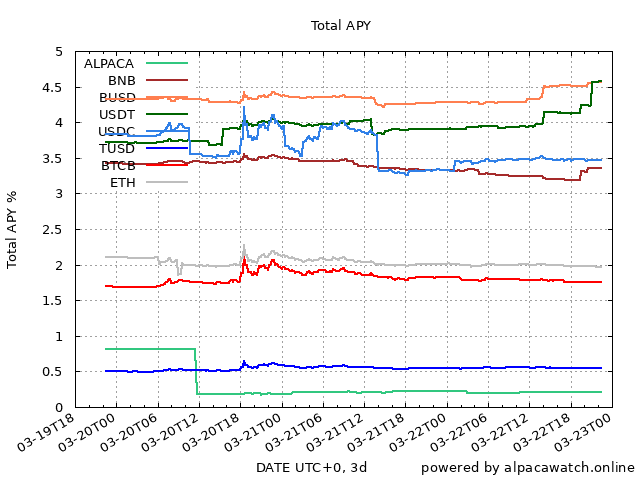 Total APY
Total APY %
5
4.5
4
3.5
3
2.5
2
1.5
1
0.5
0
ALPACA
BNB
BUSD
USDT
USDC
TUSD
BTCB
ETH
03-19T18
03-20T00
03-20T06
03-20T12
03-20T18
03-21T00
03-21T06
03-21T12
03-21T18
03-22T00
03-22T06
03-22T12
03-22T18
03-23T00
DATE UTC+0, 3d
powered by alpacawatch.online